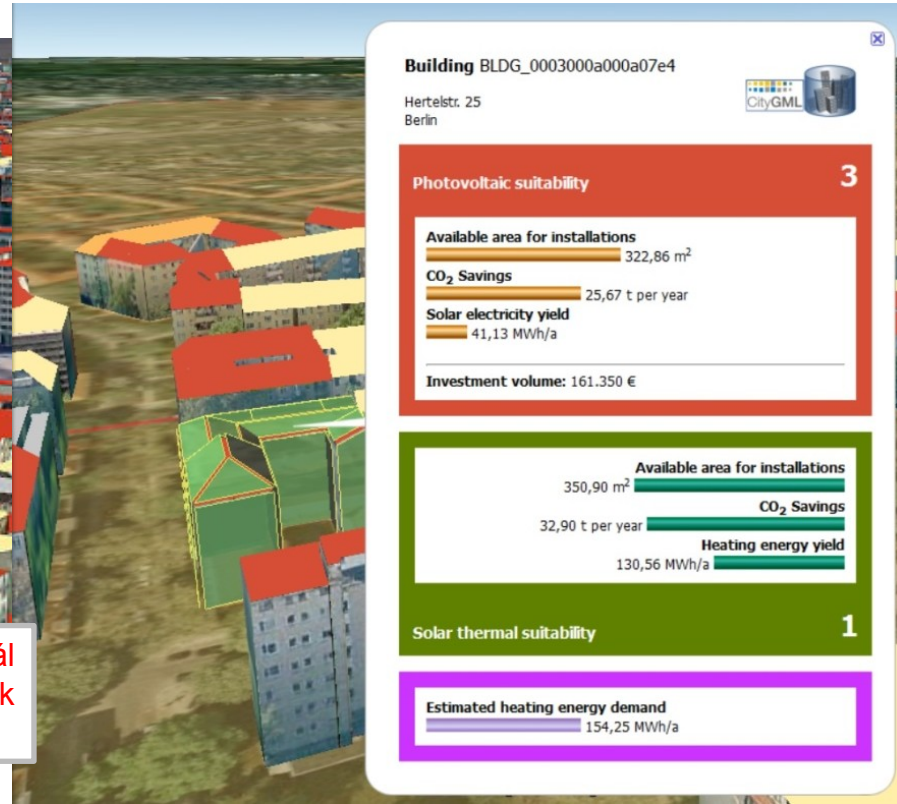 Building BLDG_0003000a000a07e4
Hertelstr. 25
Berlin
CityGML
Photovoltaic suitability 3
Available area for installations
322,86 m²
CO₂ Savings
25,67 t per year
Solar electricity yield
41,13 MWh/a
Investment volume: 161.350 €
Available area for installations
350,90 m²
CO₂ Savings
32,90 t per year
Heating energy yield
130,56 MWh/a
Solar thermal suitability 1
Estimated heating energy demand
154,25 MWh/a